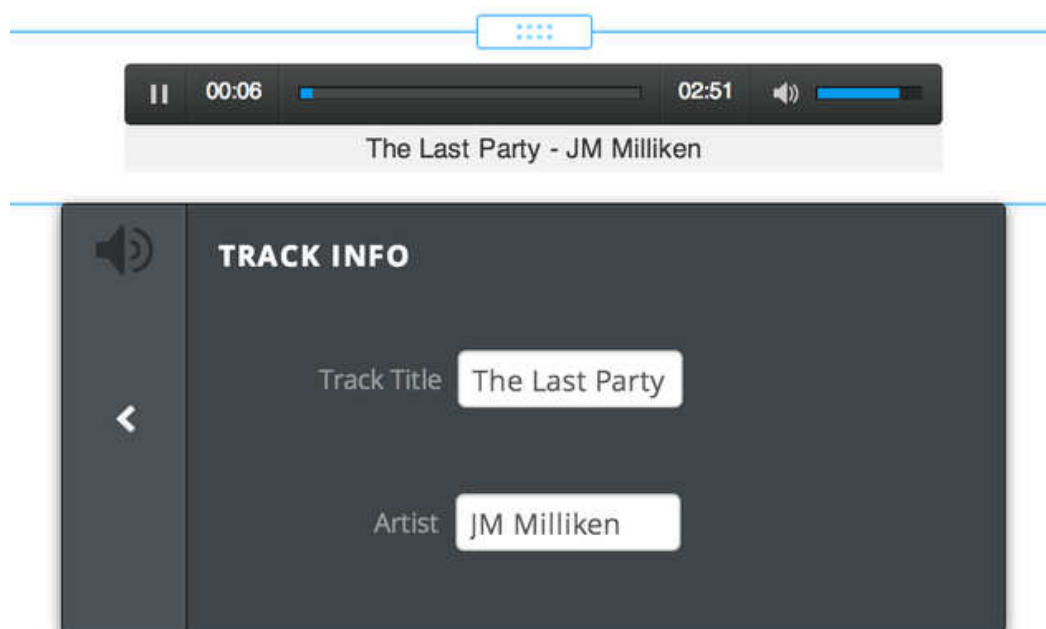 00:06 02:51
The Last Party - JM Milliken
TRACK INFO
Track Title The Last Party
Artist JM Milliken